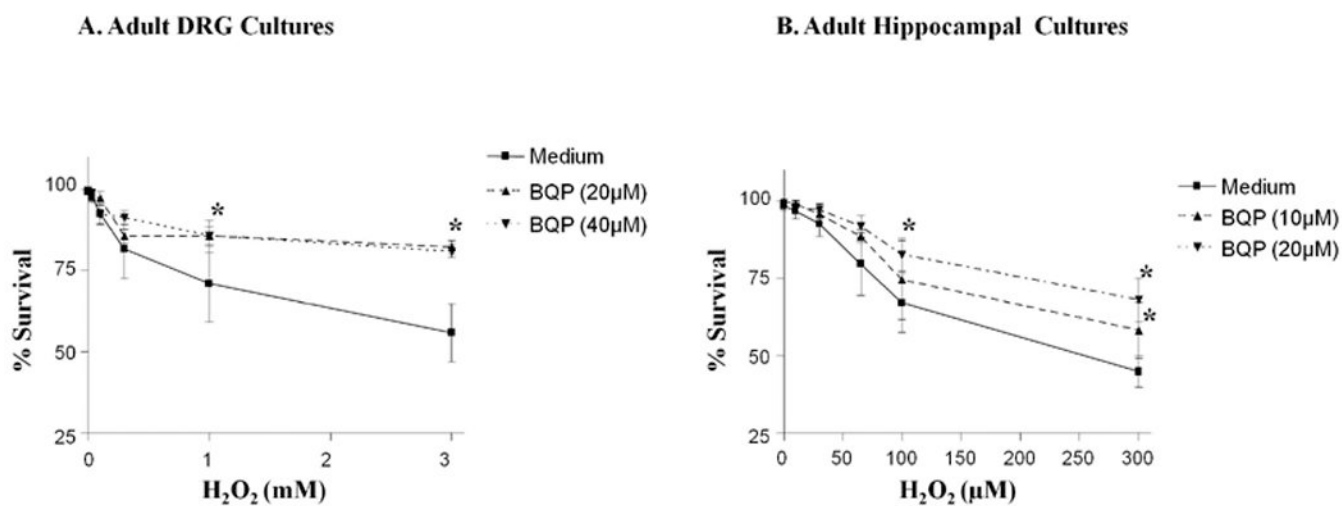 A. Adult DRG Cultures
B. Adult Hippocampal Cultures
100
75
50
25
% Survival
0 1 2 3
H₂O₂ (mM)
*
*
Medium
BQP (20µM)
BQP (40µM)
100
75
50
25
% Survival
0 50 100 150 200 250 300
H₂O₂ (µM)
*
*
*
Medium
BQP (10µM)
BQP (20µM)